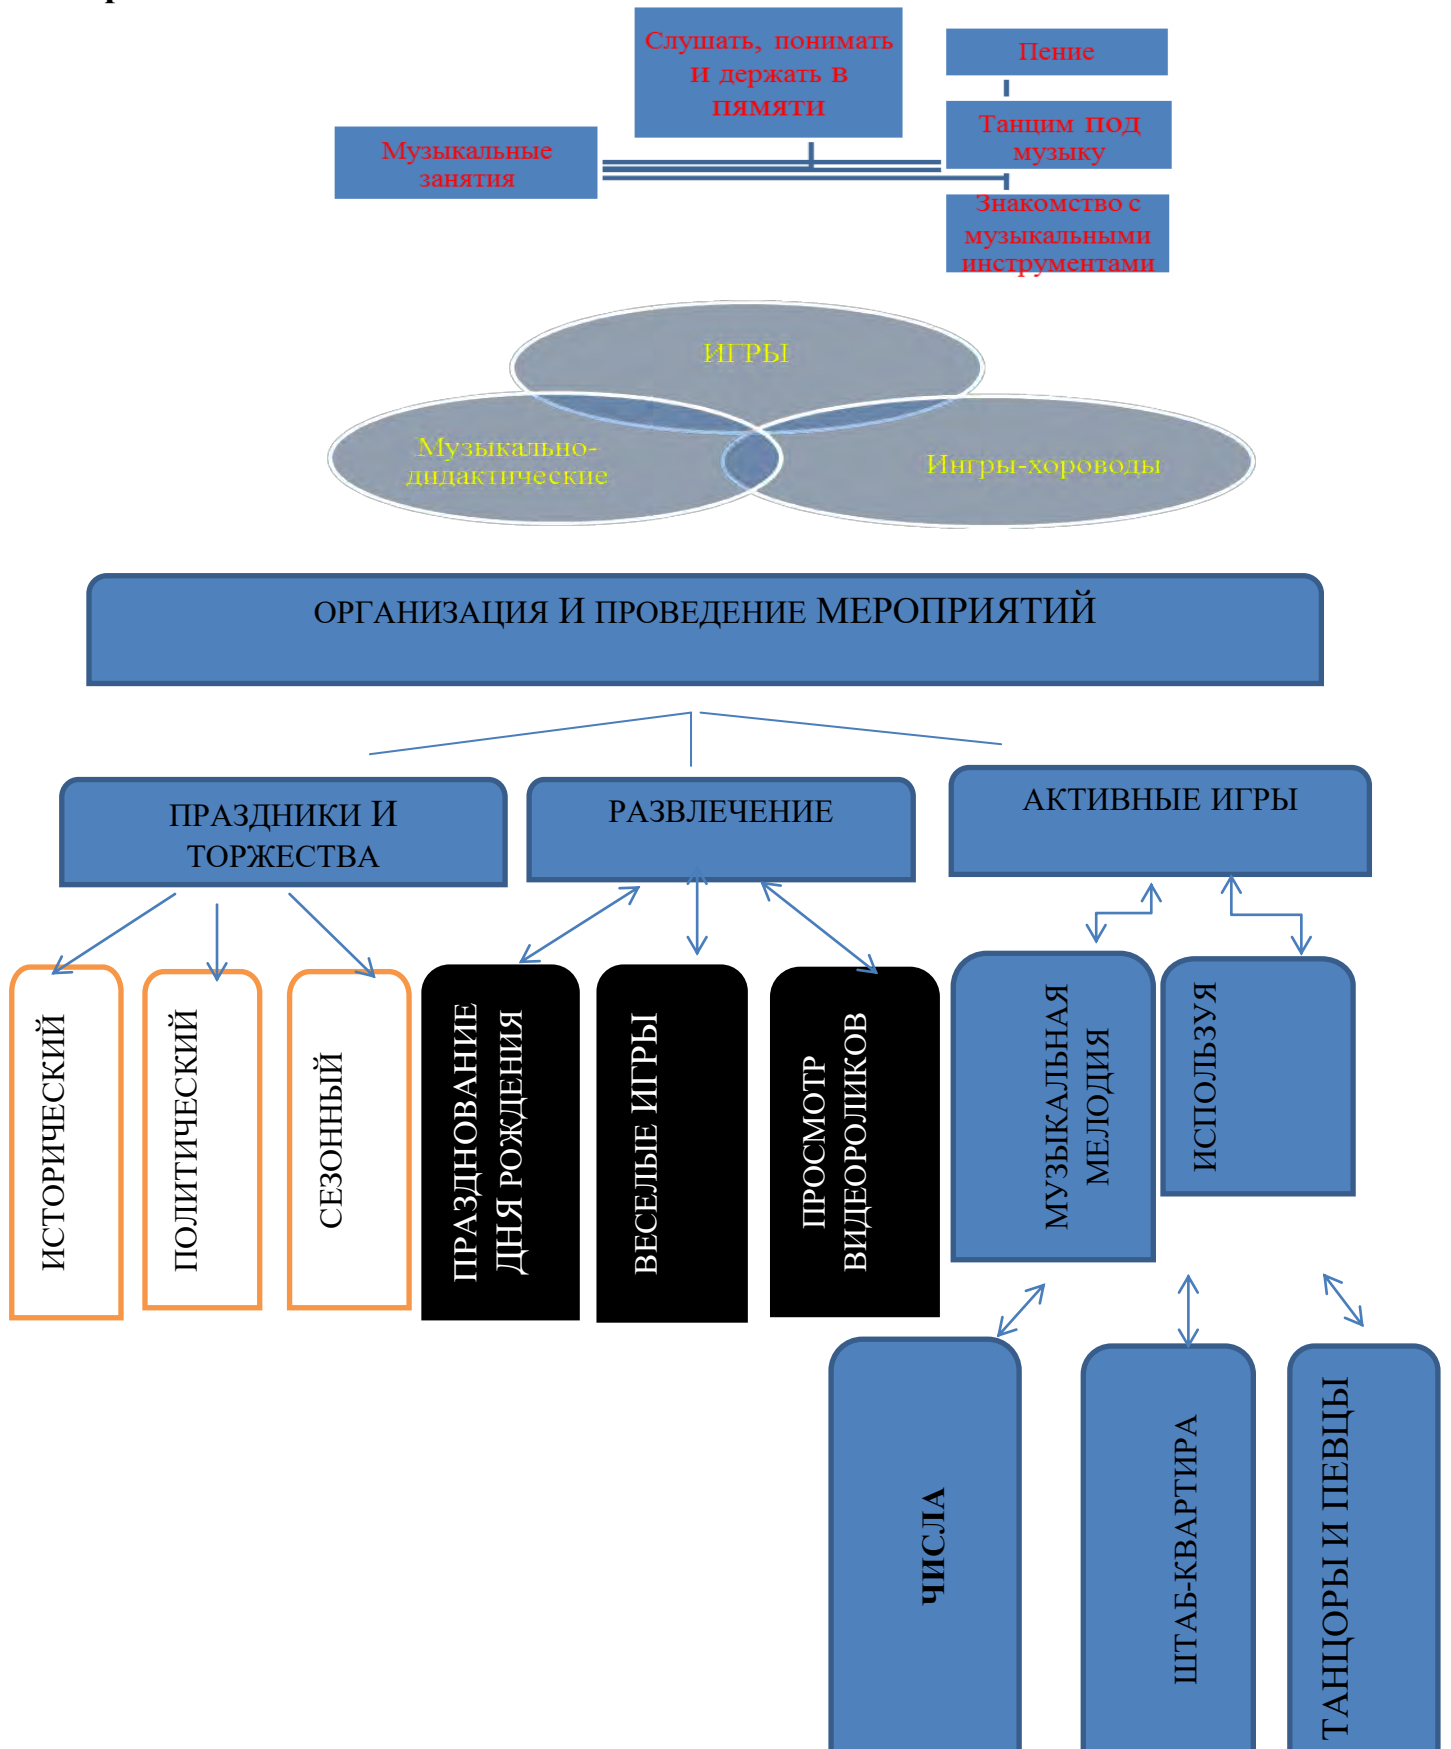 Слушать, понимать
и держать в
пямяти
Пение
Танцим под
музыку
Музыкальные
занятия
Знакомство с
музыкальными
инструментами
ИГРЫ
Музыкально-
дидактические
Ингры-хороводы
ОРГАНИЗАЦИЯ И ПРОВЕДЕНИЕ МЕРОПРИЯТИЙ
ПРАЗДНИКИ И
ТОРЖЕСТВА
РАЗВЛЕЧЕНИЕ
АКТИВНЫЕ ИГРЫ
ИСТОРИЧЕСКИЙ
ПОЛИТИЧЕСКИЙ
СЕЗОННЫЙ
ПРАЗДНОВАНИЕ
ДНЯ РОЖДЕНИЯ
ВЕСЕЛЫЕ ИГРЫ
ПРОСМОТР
ВИДЕОРОЛИКОВ
МУЗЫКАЛЬНАЯ
МЕЛОДИЯ
ИСПОЛЬЗУЯ
ЧИСЛА
ШТАБ-КВАРТИРА
ТАНЦОРЫ И ПЕВЦЫ